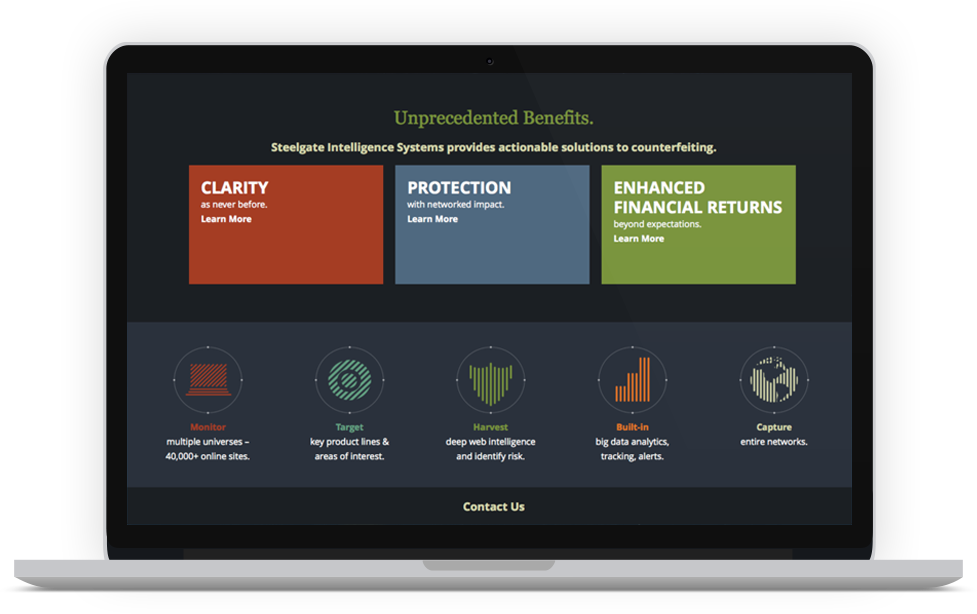 Unprecedented Benefits.
Steelgate Intelligence Systems provides actionable solutions to counterfeiting.
CLARITY
as never before.
Learn More
PROTECTION
with networked impact.
Learn More
ENHANCED
FINANCIAL RETURNS
beyond expectations.
Learn More
Monitor
multiple universes –
40,000+ online sites.
Target
key product lines &
areas of interest.
Harvest
deep web intelligence
and identify risk.
Built-in
big data analytics,
tracking, alerts.
Capture
entire networks.
Contact Us